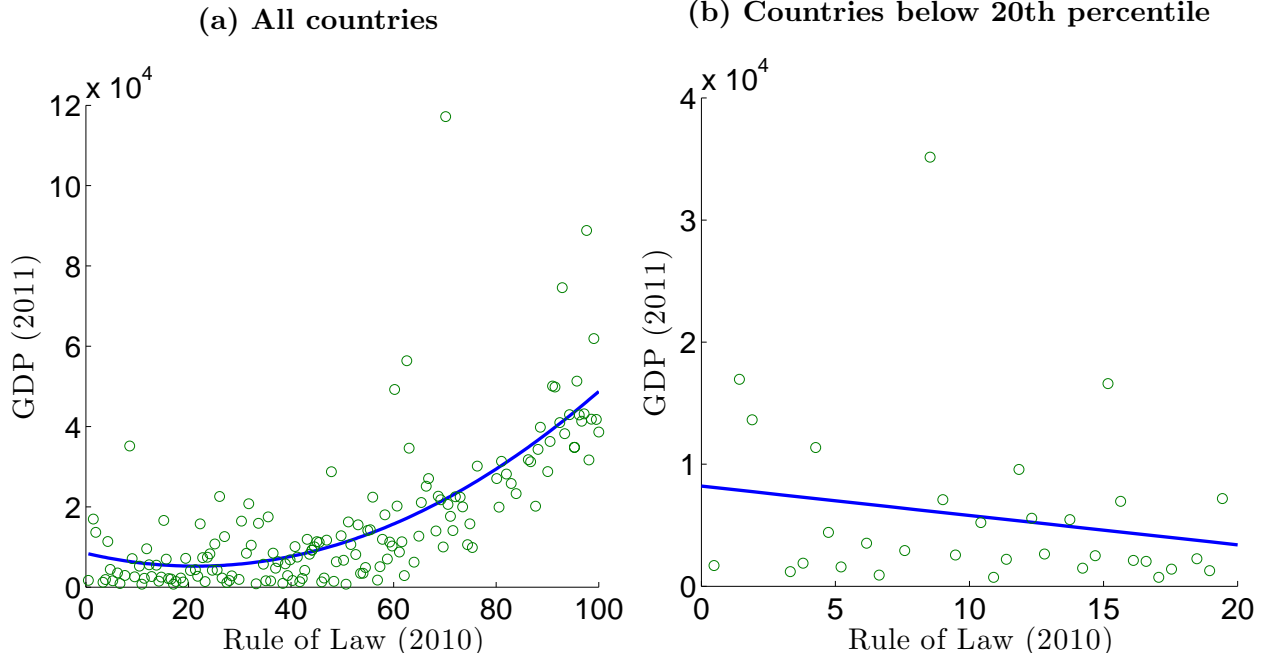 (a) All countries
x 10^4
12
10
8
6
4
2
0
0 20 40 60 80 100
GDP (2011)
Rule of Law (2010)
(b) Countries below 20th percentile
x 10^4
4
3
2
1
0
0 5 10 15 20
GDP (2011)
Rule of Law (2010)